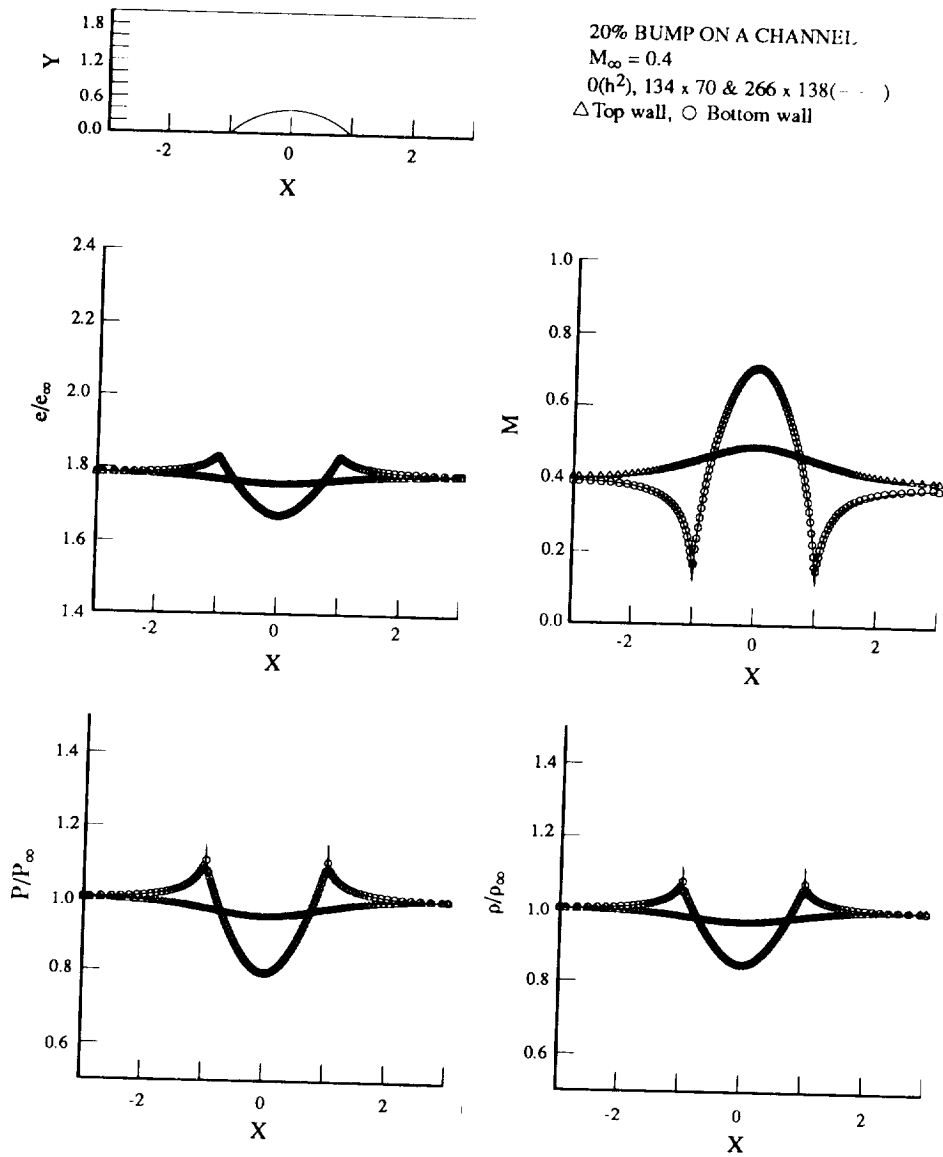 20% BUMP ON A CHANNEL
M∞ = 0.4
0(h²), 134 x 70 & 266 x 138(- - - )
△ Top wall, ○ Bottom wall
1.8
1.2
0.6
0.0
Y
-2
0
2
X
2.4
2.2
2.0
1.8
1.6
1.4
e/e∞
-2
0
2
X
1.0
0.8
0.6
0.4
0.2
0.0
M
-2
0
2
X
1.4
1.2
1.0
0.8
0.6
P/P∞
-2
0
2
X
1.4
1.2
1.0
0.8
0.6
ρ/ρ∞
-2
0
2
X